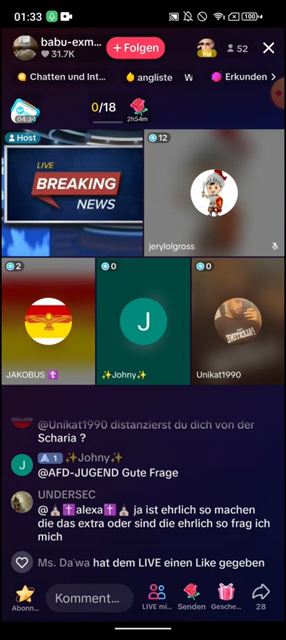 01:33
100
babu-exm...
31.7K
+ Folgen
52
Chatten und Int...
angliste
W
Erkunden >
04:34
0/18
2h54m
Host
12
LIVE
BREAKING
NEWS
jerylolgross
2
0
0
J
PALESTINE
JAKOBUS ✝️
✨Johny✨
Unikat1990
@Unikat1990 distanzierst du dich von der
Scharia ?
J
1 ✨Johny✨
@AFD-JUGEND Gute Frage
UNDERSEC
@⛪✝️alexa✝️⛪ ja ist ehrlich so machen
die das extra oder sind die ehrlich so frag ich
mich
Ms. Da'wa hat dem LIVE einen Like gegeben
Abonn...
Komment...
LIVE mi...
Senden
Gesche...
28